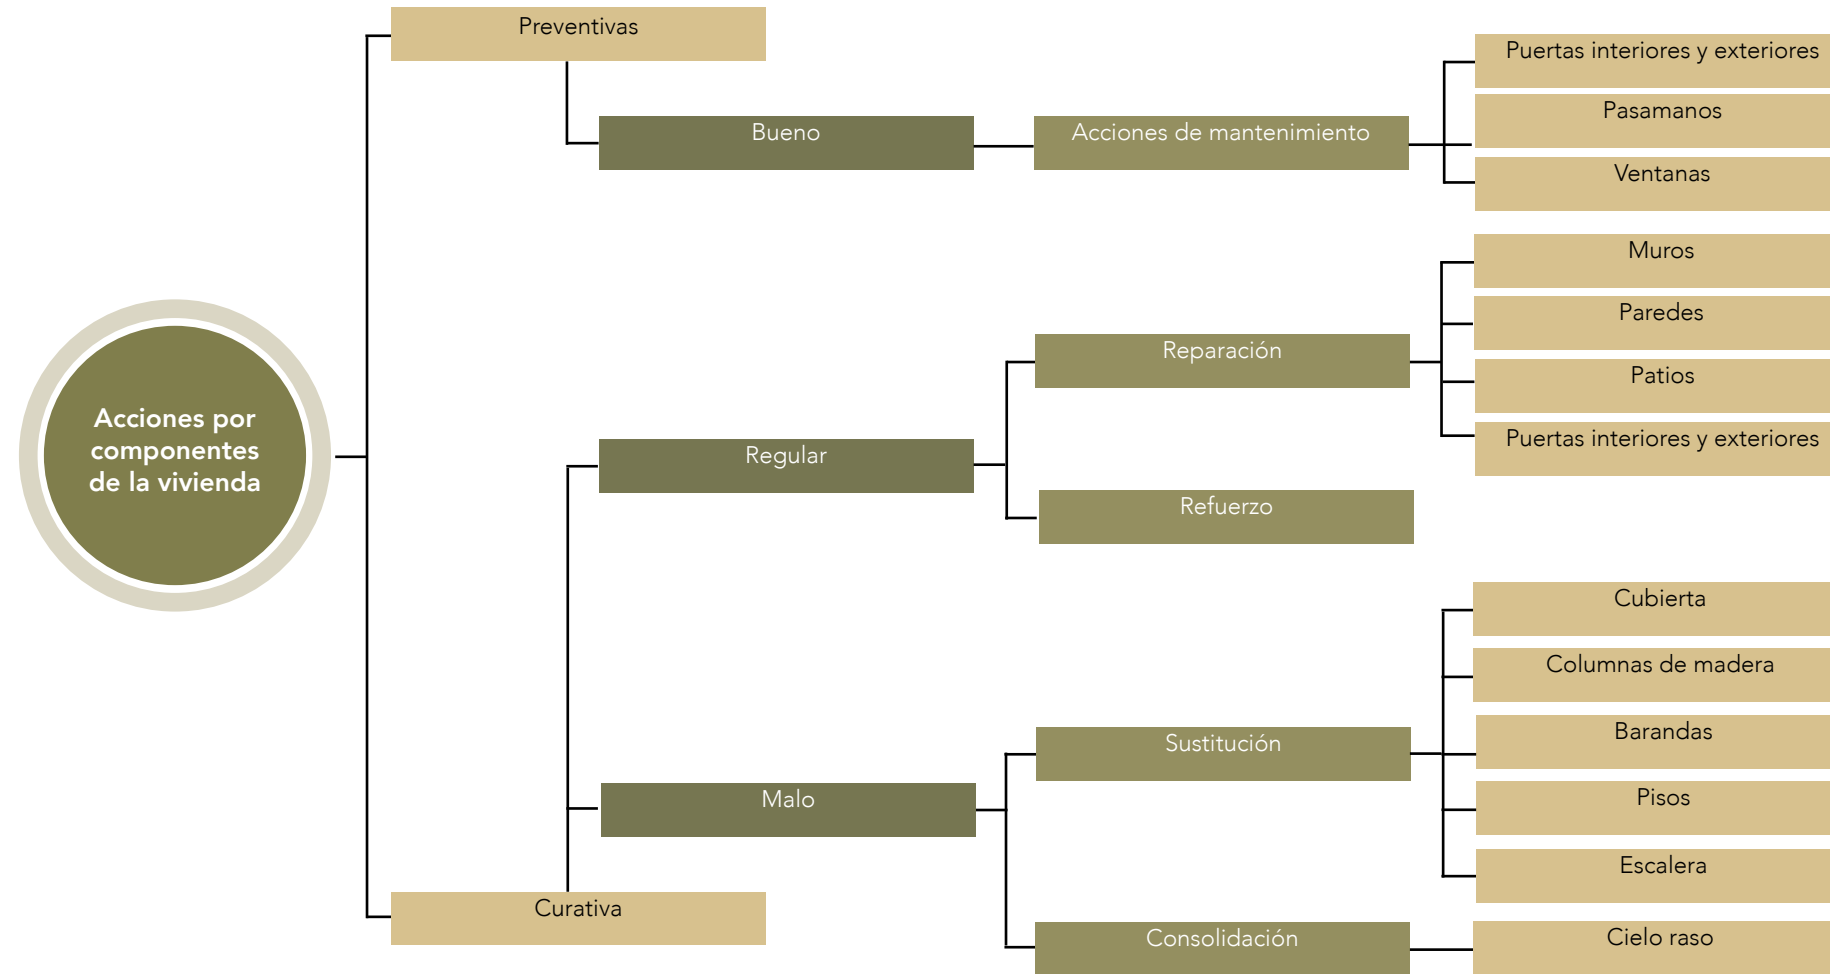 Preventivas
Puertas interiores y exteriores
Pasamanos
Bueno
Acciones de mantenimiento
Ventanas
Muros
Paredes
Reparación
Patios
Acciones por
componentes
de la vivienda
Puertas interiores y exteriores
Regular
Refuerzo
Cubierta
Columnas de madera
Barandas
Sustitución
Pisos
Malo
Escalera
Curativa
Consolidación
Cielo raso